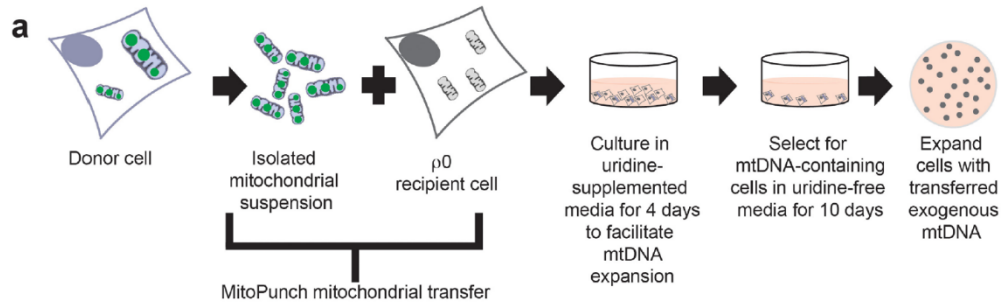 a
Donor cell
Isolated
mitochondrial
suspension
ρ0
recipient cell
Culture in
uridine-
supplemented
media for 4 days
to facilitate
mtDNA
expansion
Select for
mtDNA-containing
cells in uridine-free
media for 10 days
Expand
cells with
transferred
exogenous
mtDNA
MitoPunch mitochondrial transfer